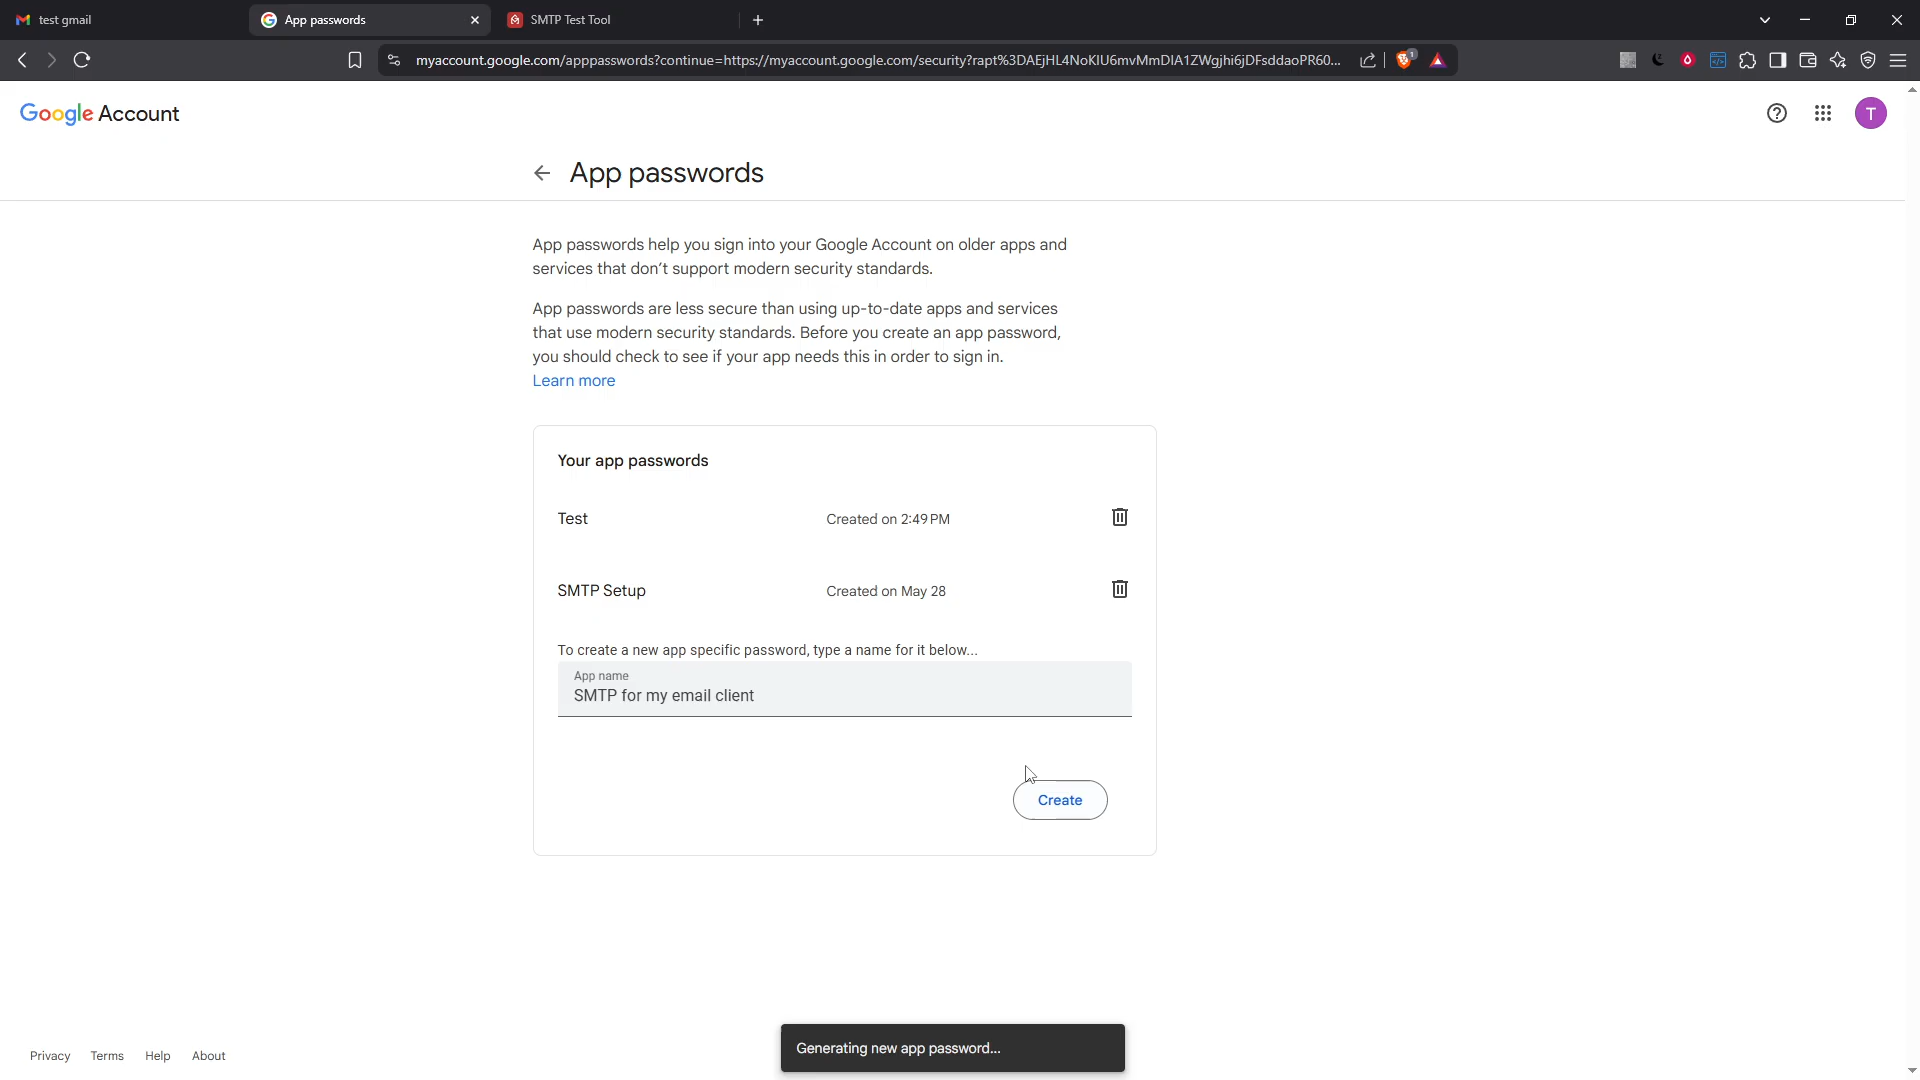 test gmail
App passwords
SMTP Test Tool
myaccount.google.com/apppasswords?continue=https://myaccount.google.com/security?rapt%3DAEjHL4NoKIU6mvMmDIA1ZWgjhi6jDFsddaoPR60...
1
Google Account
T
App passwords
App passwords help you sign into your Google Account on older apps and
services that don’t support modern security standards.
App passwords are less secure than using up-to-date apps and services
that use modern security standards. Before you create an app password,
you should check to see if your app needs this in order to sign in.
Learn more
Your app passwords
Test Created on 2:49 PM
SMTP Setup Created on May 28
To create a new app specific password, type a name for it below...
App name
SMTP for my email client
Create
Generating new app password...
Privacy Terms Help About